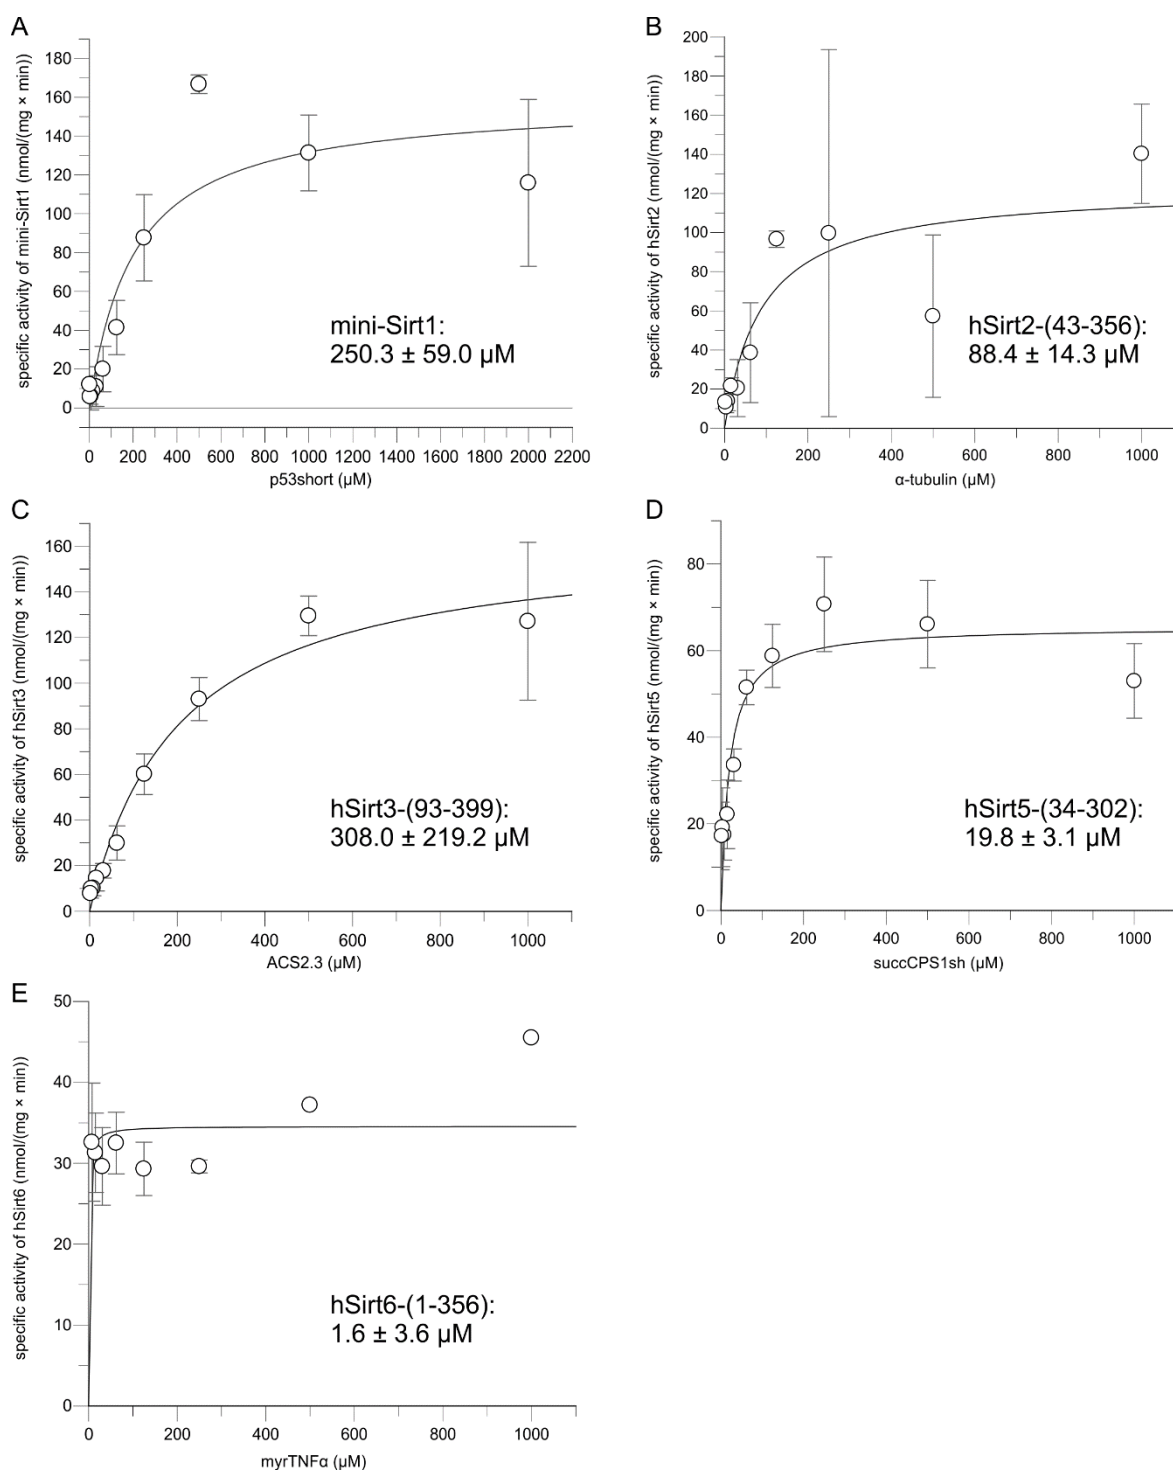 A
specific activity of mini-Sirt1 (nmol/(mg × min))
180
160
140
120
100
80
60
40
20
0
0 200 400 600 800 1000 1200 1400 1600 1800 2000 2200
p53short (µM)
mini-Sirt1:
250.3 ± 59.0 µM
B
specific activity of hSirt2 (nmol/(mg × min))
200
180
160
140
120
100
80
60
40
20
0
0 200 400 600 800 1000
α-tubulin (µM)
hSirt2-(43-356):
88.4 ± 14.3 µM
C
specific activity of hSirt3 (nmol/(mg × min))
160
140
120
100
80
60
40
20
0
0 200 400 600 800 1000
ACS2.3 (µM)
hSirt3-(93-399):
308.0 ± 219.2 µM
D
specific activity of hSirt5 (nmol/(mg × min))
80
60
40
20
0
0 200 400 600 800 1000
succCPS1sh (µM)
hSirt5-(34-302):
19.8 ± 3.1 µM
E
specific activity of hSirt6 (nmol/(mg × min))
50
40
30
20
10
0
0 200 400 600 800 1000
myrTNFα (µM)
hSirt6-(1-356):
1.6 ± 3.6 µM